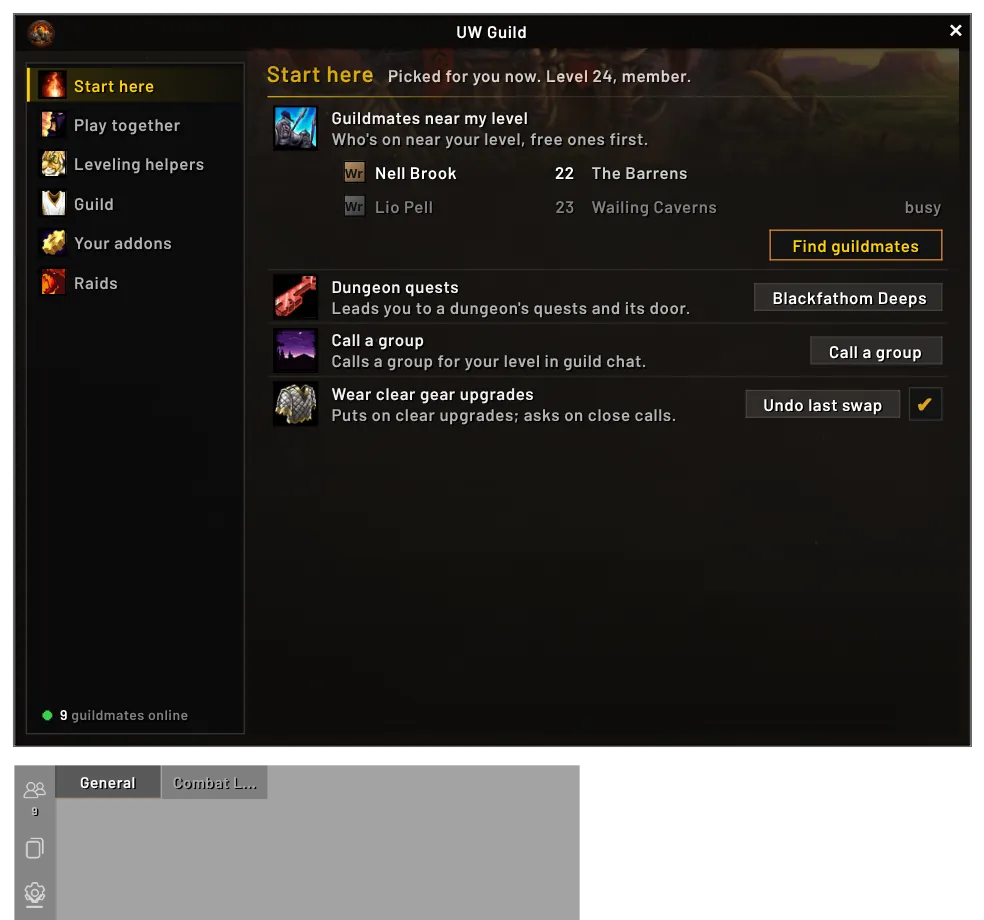 UW Guild
Start here
Play together
Leveling helpers
Guild
Your addons
Raids
9 guildmates online
Start here Picked for you now. Level 24, member.
Guildmates near my level
Who's on near your level, free ones first.
Wr Nell Brook 22 The Barrens
Wr Lio Pell 23 Wailing Caverns busy
Find guildmates
Dungeon quests
Leads you to a dungeon's quests and its door.
Blackfathom Deeps
Call a group
Calls a group for your level in guild chat.
Call a group
Wear clear gear upgrades
Puts on clear upgrades; asks on close calls.
Undo last swap
General Combat L...
9